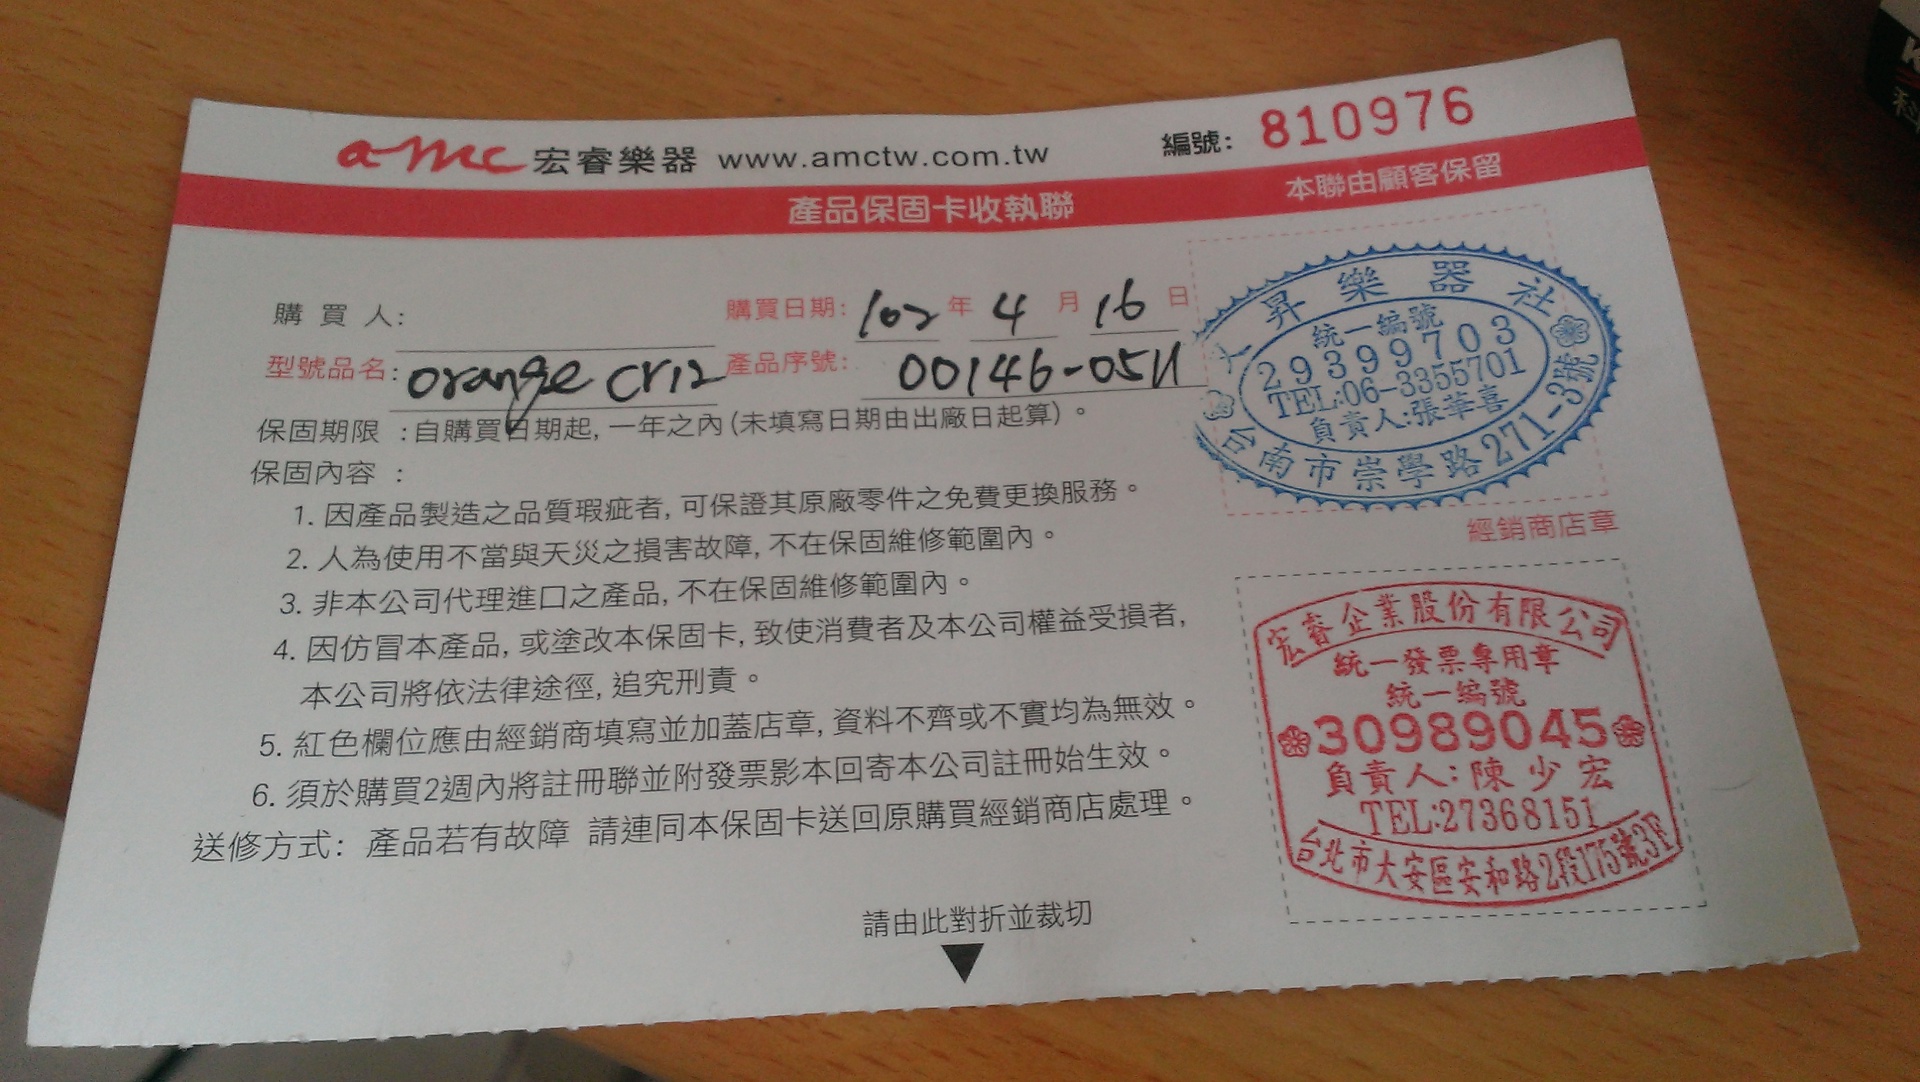 amc 宏睿樂器 www.amctw.com.tw 編號: 810976
產品保固卡收執聯 本聯由顧客保留
購買人: 購買日期: 102 年 4 月 16 日
型號品名: orange cr12 產品序號: 00146-0511
保固期限 :自購買日期起, 一年之內 (未填寫日期由出廠日起算) 。
保固內容 :
1. 因產品製造之品質瑕疵者, 可保證其原廠零件之免費更換服務。
2. 人為使用不當與天災之損害故障, 不在保固維修範圍內。
3. 非本公司代理進口之產品, 不在保固維修範圍內。
4. 因仿冒本產品, 或塗改本保固卡, 致使消費者及本公司權益受損者,
本公司將依法律途徑, 追究刑責。
5. 紅色欄位應由經銷商填寫並加蓋店章, 資料不齊或不實均為無效。
6. 須於購買2週內將註冊聯並附發票影本回寄本公司註冊始生效。
送修方式: 產品若有故障 請連同本保固卡送回原購買經銷商店處理。
請由此對折並裁切
昇樂器社
統一編號
29399703
TEL:06-3355701
負責人:張華喜
台南市崇學路271-3號
經銷商店章
宏睿企業股份有限公司
統一發票專用章
統一編號
30989045
負責人:陳少宏
TEL:27368151
台北市大安區安和路2段175號3F